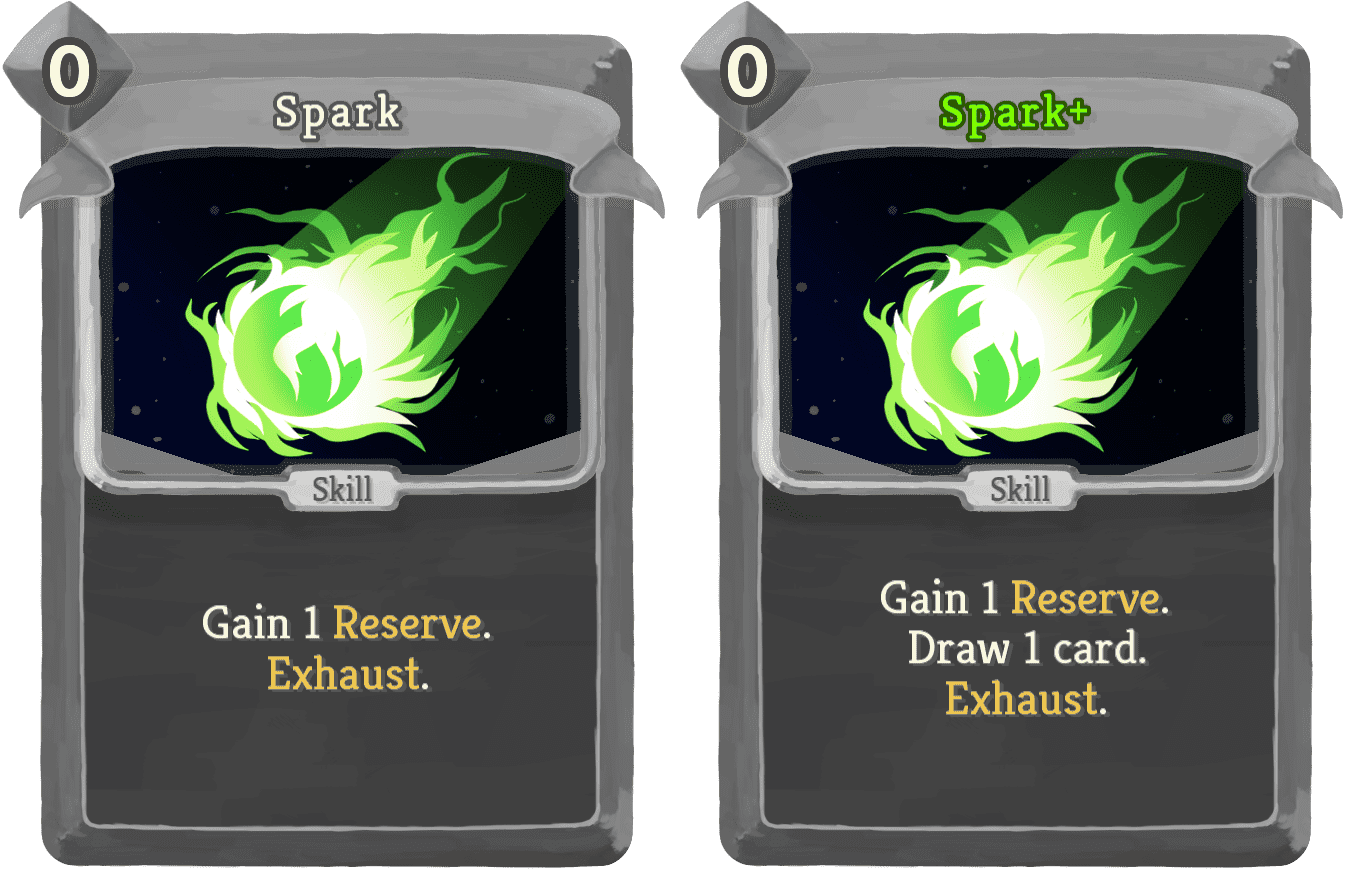 0
Spark
Skill
Gain 1 Reserve.
Exhaust.
0
Spark+
Skill
Gain 1 Reserve.
Draw 1 card.
Exhaust.